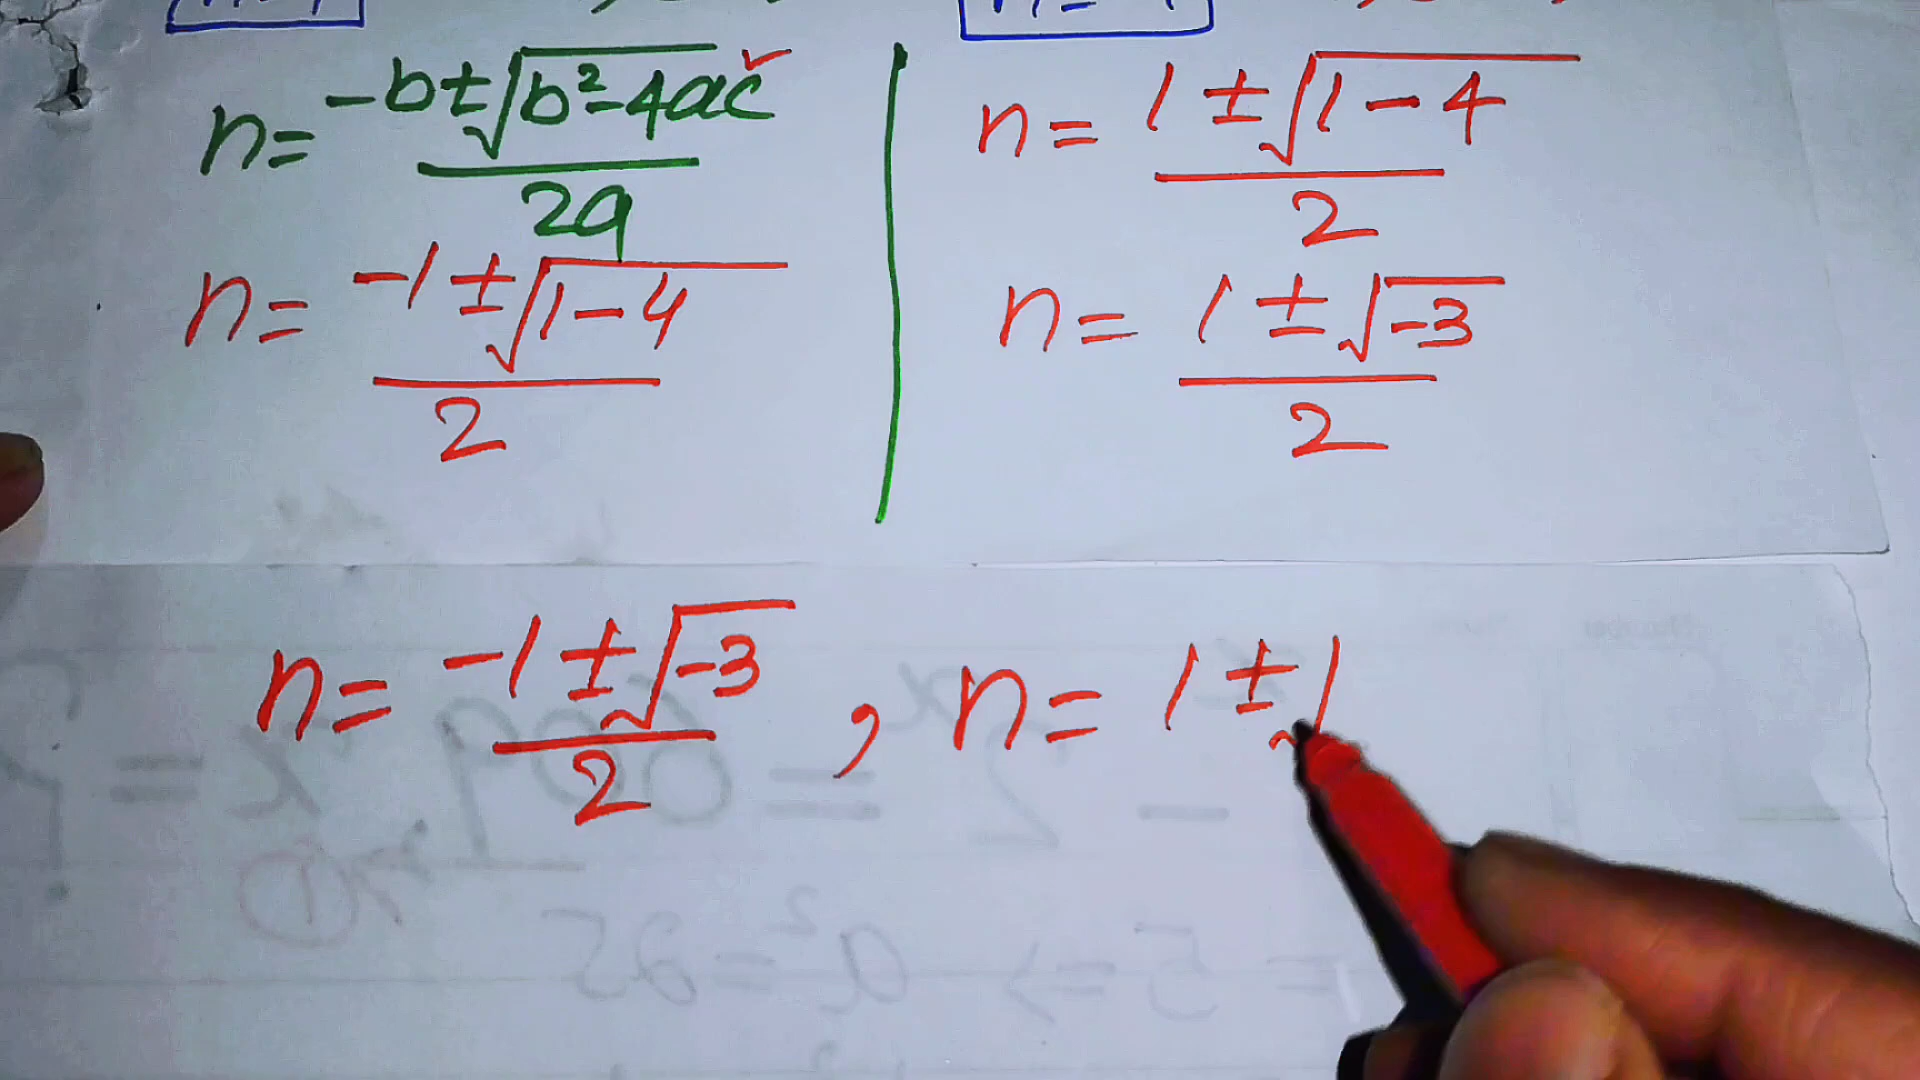 n = (-b ± √(b² - 4ac)) / 2a
n = (-1 ± √(1 - 4)) / 2
n = (1 ± √(1 - 4)) / 2
n = (1 ± √(-3)) / 2
n = (-1 ± √(-3)) / 2 , n = 1 ± √